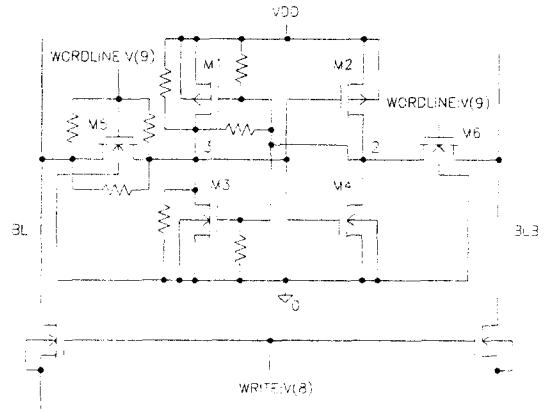 VDD
M1
M2
WORDLINE:V(9)
WORDLINE:V(9)
M5
M6
3
2
M3
M4
BL
BLB
0
WRITE:V(8)